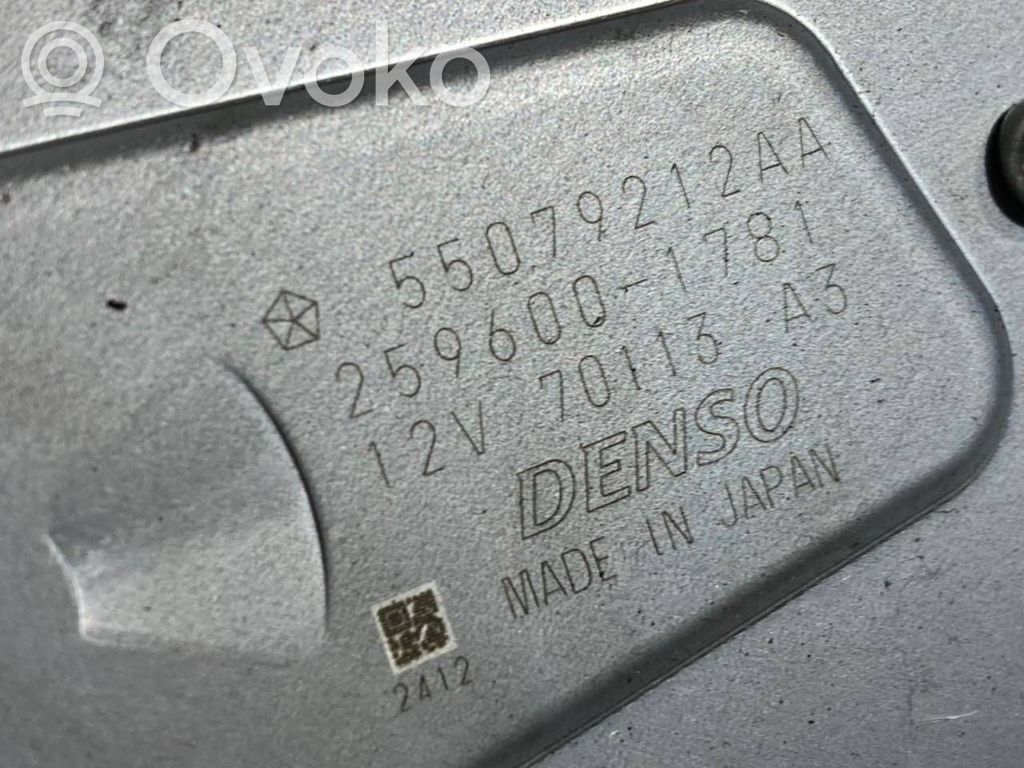 Ovoko
55079212AA
259600-1781
12V 70113 A3
DENSO
MADE IN JAPAN
2412